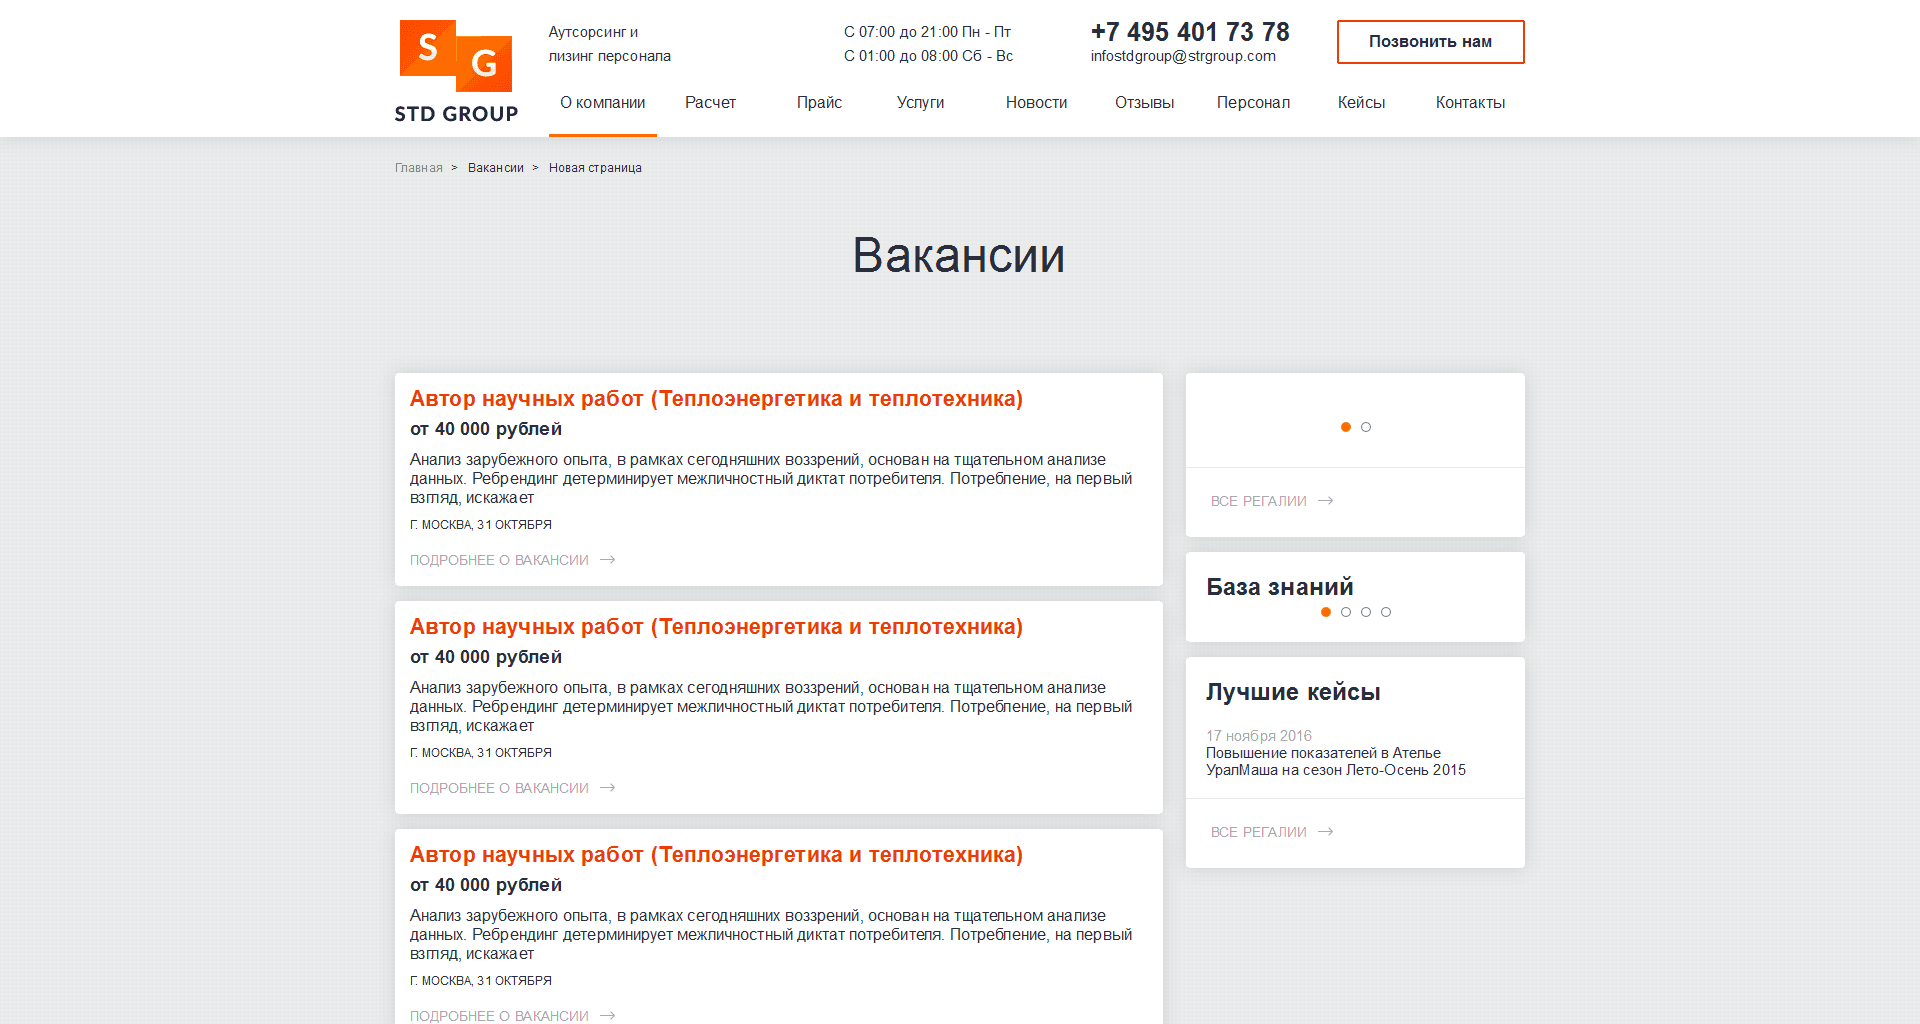 S G
STD GROUP
Аутсорсинг и
лизинг персонала
С 07:00 до 21:00 Пн - Пт
С 01:00 до 08:00 Сб - Вс
+7 495 401 73 78
infostdgroup@strgroup.com
Позвонить нам
О компании Расчет Прайс Услуги Новости Отзывы Персонал Кейсы Контакты
Главная > Вакансии > Новая страница
Вакансии
Автор научных работ (Теплоэнергетика и теплотехника)
от 40 000 рублей
Анализ зарубежного опыта, в рамках сегодняшних воззрений, основан на тщательном анализе
данных. Ребрендинг детерминирует межличностный диктат потребителя. Потребление, на первый
взгляд, искажает
Г. МОСКВА, 31 ОКТЯБРЯ
ПОДРОБНЕЕ О ВАКАНСИИ →
Автор научных работ (Теплоэнергетика и теплотехника)
от 40 000 рублей
Анализ зарубежного опыта, в рамках сегодняшних воззрений, основан на тщательном анализе
данных. Ребрендинг детерминирует межличностный диктат потребителя. Потребление, на первый
взгляд, искажает
Г. МОСКВА, 31 ОКТЯБРЯ
ПОДРОБНЕЕ О ВАКАНСИИ →
Автор научных работ (Теплоэнергетика и теплотехника)
от 40 000 рублей
Анализ зарубежного опыта, в рамках сегодняшних воззрений, основан на тщательном анализе
данных. Ребрендинг детерминирует межличностный диктат потребителя. Потребление, на первый
взгляд, искажает
Г. МОСКВА, 31 ОКТЯБРЯ
ПОДРОБНЕЕ О ВАКАНСИИ →
ВСЕ РЕГАЛИИ →
База знаний
Лучшие кейсы
17 ноября 2016
Повышение показателей в Ателье
УралМаша на сезон Лето-Осень 2015
ВСЕ РЕГАЛИИ →